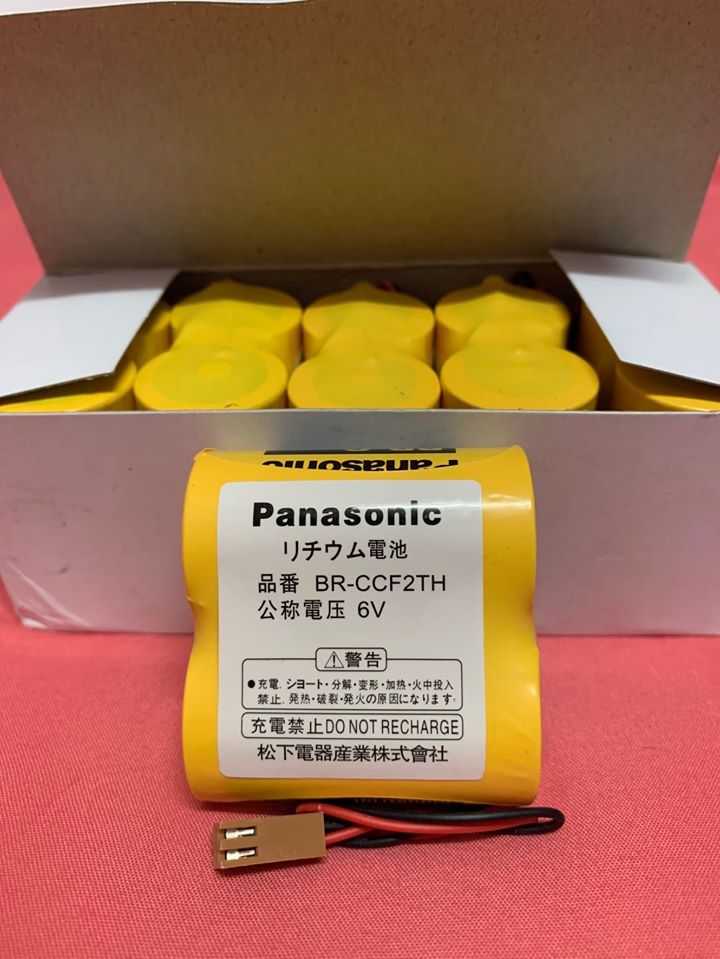 Panasonic
Panasonic
リチウム電池
品番 BR-CCF2TH
公称電圧 6V
警告
●充電．ショート・分解・変形・加熱・火中投入
禁止．発熱・破裂・発火の原因になります。
充電禁止DO NOT RECHARGE
松下電器産業株式會社